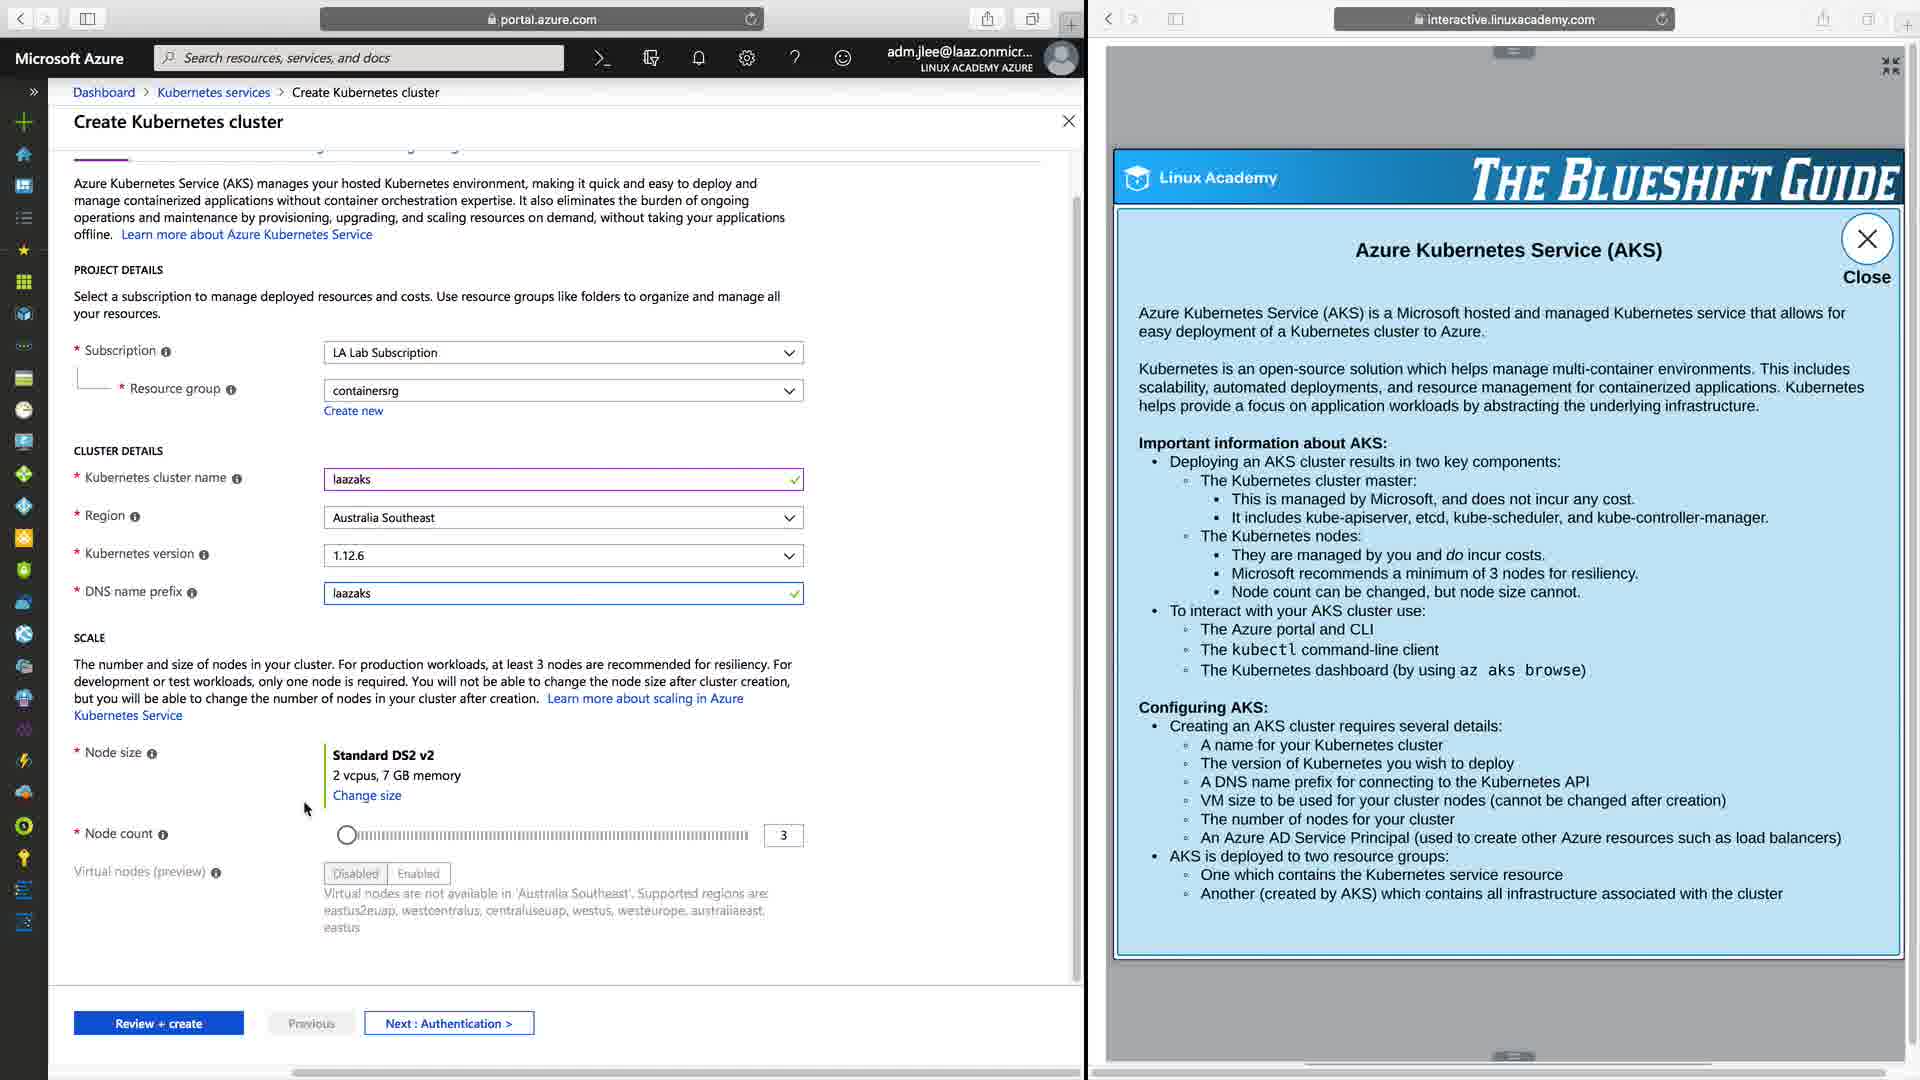 portal.azure.com
Microsoft Azure
Search resources, services, and docs
adm.jlee@laaz.onmicr...
LINUX ACADEMY AZURE
Dashboard > Kubernetes services > Create Kubernetes cluster
Create Kubernetes cluster
Azure Kubernetes Service (AKS) manages your hosted Kubernetes environment, making it quick and easy to deploy and
manage containerized applications without container orchestration expertise. It also eliminates the burden of ongoing
operations and maintenance by provisioning, upgrading, and scaling resources on demand, without taking your applications
offline. Learn more about Azure Kubernetes Service
PROJECT DETAILS
Select a subscription to manage deployed resources and costs. Use resource groups like folders to organize and manage all
your resources.
* Subscription
LA Lab Subscription
* Resource group
containersrg
Create new
CLUSTER DETAILS
* Kubernetes cluster name
laazaks
* Region
Australia Southeast
* Kubernetes version
1.12.6
* DNS name prefix
laazaks
SCALE
The number and size of nodes in your cluster. For production workloads, at least 3 nodes are recommended for resiliency. For
development or test workloads, only one node is required. You will not be able to change the node size after cluster creation,
but you will be able to change the number of nodes in your cluster after creation. Learn more about scaling in Azure
Kubernetes Service
* Node size
Standard DS2 v2
2 vcpus, 7 GB memory
Change size
* Node count
3
Virtual nodes (preview)
Disabled Enabled
Virtual nodes are not available in 'Australia Southeast'. Supported regions are:
eastus2euap, westcentralus, centraluseuap, westus, westeurope, australiaeast,
eastus
Review + create
Previous
Next : Authentication >
interactive.linuxacademy.com
Linux Academy
THE BLUESHIFT GUIDE
Azure Kubernetes Service (AKS)
Close
Azure Kubernetes Service (AKS) is a Microsoft hosted and managed Kubernetes service that allows for
easy deployment of a Kubernetes cluster to Azure.
Kubernetes is an open-source solution which helps manage multi-container environments. This includes
scalability, automated deployments, and resource management for containerized applications. Kubernetes
helps provide a focus on application workloads by abstracting the underlying infrastructure.
Important information about AKS:
• Deploying an AKS cluster results in two key components:
◦ The Kubernetes cluster master:
▪ This is managed by Microsoft, and does not incur any cost.
▪ It includes kube-apiserver, etcd, kube-scheduler, and kube-controller-manager.
◦ The Kubernetes nodes:
▪ They are managed by you and do incur costs.
▪ Microsoft recommends a minimum of 3 nodes for resiliency.
▪ Node count can be changed, but node size cannot.
• To interact with your AKS cluster use:
◦ The Azure portal and CLI
◦ The kubectl command-line client
◦ The Kubernetes dashboard (by using az aks browse)
Configuring AKS:
• Creating an AKS cluster requires several details:
◦ A name for your Kubernetes cluster
◦ The version of Kubernetes you wish to deploy
◦ A DNS name prefix for connecting to the Kubernetes API
◦ VM size to be used for your cluster nodes (cannot be changed after creation)
◦ The number of nodes for your cluster
◦ An Azure AD Service Principal (used to create other Azure resources such as load balancers)
• AKS is deployed to two resource groups:
◦ One which contains the Kubernetes service resource
◦ Another (created by AKS) which contains all infrastructure associated with the cluster